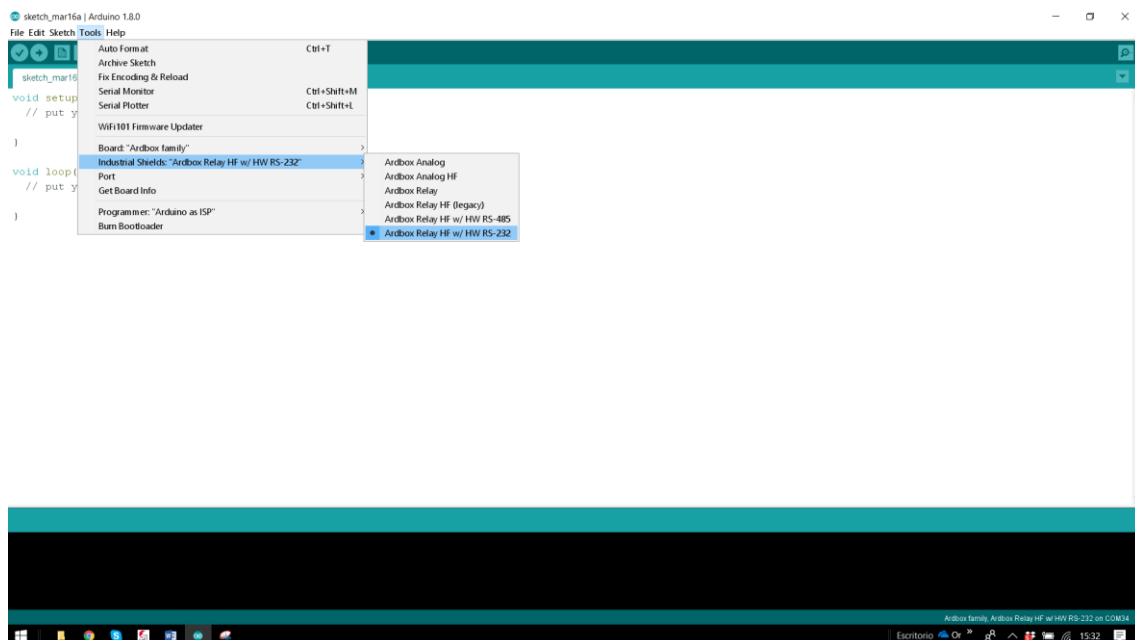 sketch_mar16a | Arduino 1.8.0
File Edit Sketch Tools Help
sketch_mar16
void setup
// put y
}
void loop(
// put y
}
Auto Format Ctrl+T
Archive Sketch
Fix Encoding & Reload
Serial Monitor Ctrl+Shift+M
Serial Plotter Ctrl+Shift+L
WiFi101 Firmware Updater
Board: "Ardbox family"
Industrial Shields: "Ardbox Relay HF w/ HW RS-232"
Port
Get Board Info
Programmer: "Arduino as ISP"
Burn Bootloader
Ardbox Analog
Ardbox Analog HF
Ardbox Relay
Ardbox Relay HF (legacy)
Ardbox Relay HF w/ HW RS-485
Ardbox Relay HF w/ HW RS-232
Ardbox family, Ardbox Relay HF w/ HW RS-232 on COM34
Escritorio Or 15:32